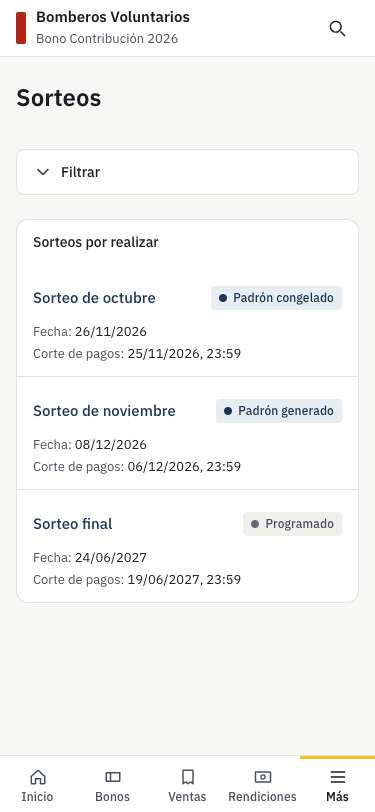 Bomberos Voluntarios
Bono Contribución 2026
Sorteos
Filtrar
Sorteos por realizar
Sorteo de octubre
Padrón congelado
Fecha: 26/11/2026
Corte de pagos: 25/11/2026, 23:59
Sorteo de noviembre
Padrón generado
Fecha: 08/12/2026
Corte de pagos: 06/12/2026, 23:59
Sorteo final
Programado
Fecha: 24/06/2027
Corte de pagos: 19/06/2027, 23:59
Inicio
Bonos
Ventas
Rendiciones
Más